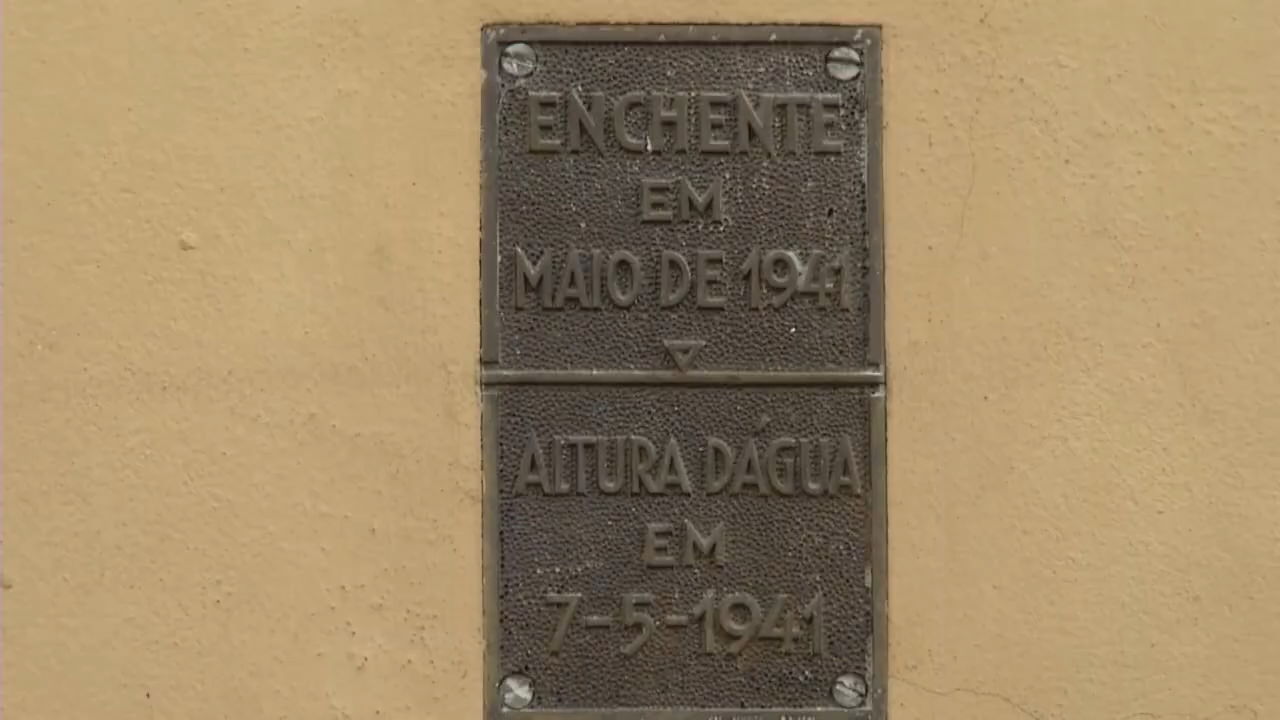 ENCHENTE
EM
MAIO DE 1941
ALTURA DÁGUA
EM
7-5-1941